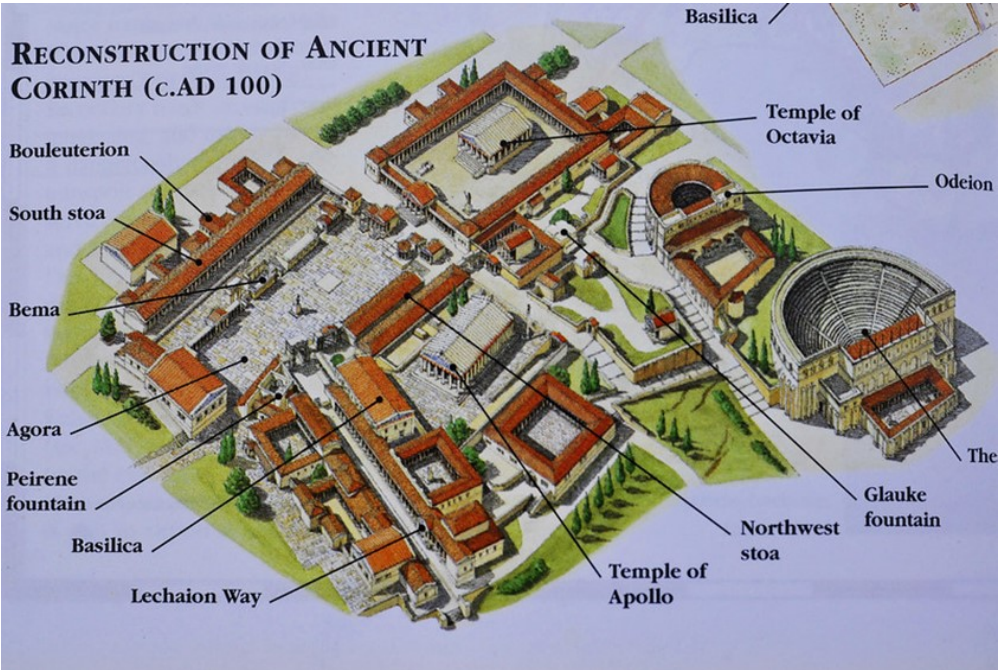 RECONSTRUCTION OF ANCIENT
CORINTH (C.AD 100)
Basilica
Temple of
Octavia
Bouleuterion
Odeion
South stoa
Bema
Agora
The
Peirene
fountain
Glauke
fountain
Basilica
Northwest
stoa
Temple of
Apollo
Lechaion Way